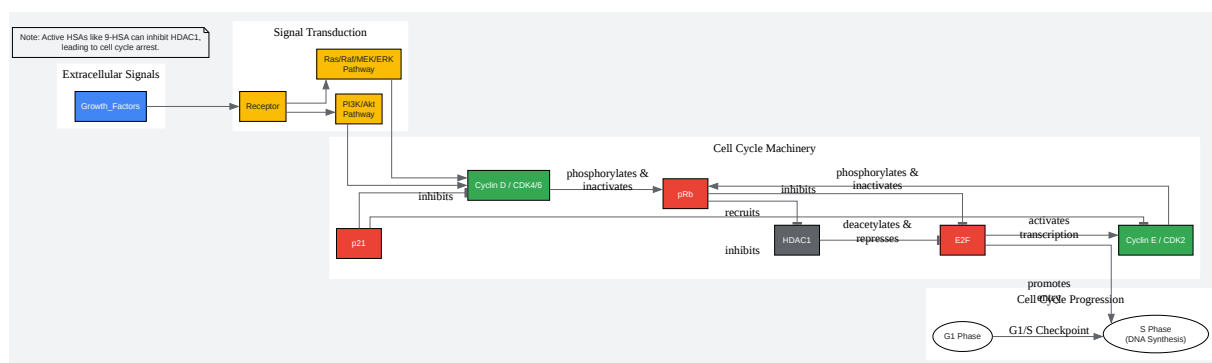 Note: Active HSAs like 9-HSA can inhibit HDAC1,
leading to cell cycle arrest.
Signal Transduction
Ras/Raf/MEK/ERK
Pathway
Extracellular Signals
Growth_Factors
Receptor
PI3K/Akt
Pathway
Cell Cycle Machinery
phosphorylates &
inactivates
phosphorylates &
inactivates
Cyclin D / CDK4/6
inhibits
pRb
inhibits
recruits
p21
inhibits
HDAC1
deacetylates &
represses
E2F
activates
transcription
Cyclin E / CDK2
promotes
entry
Cell Cycle Progression
G1 Phase
G1/S Checkpoint
S Phase
(DNA Synthesis)